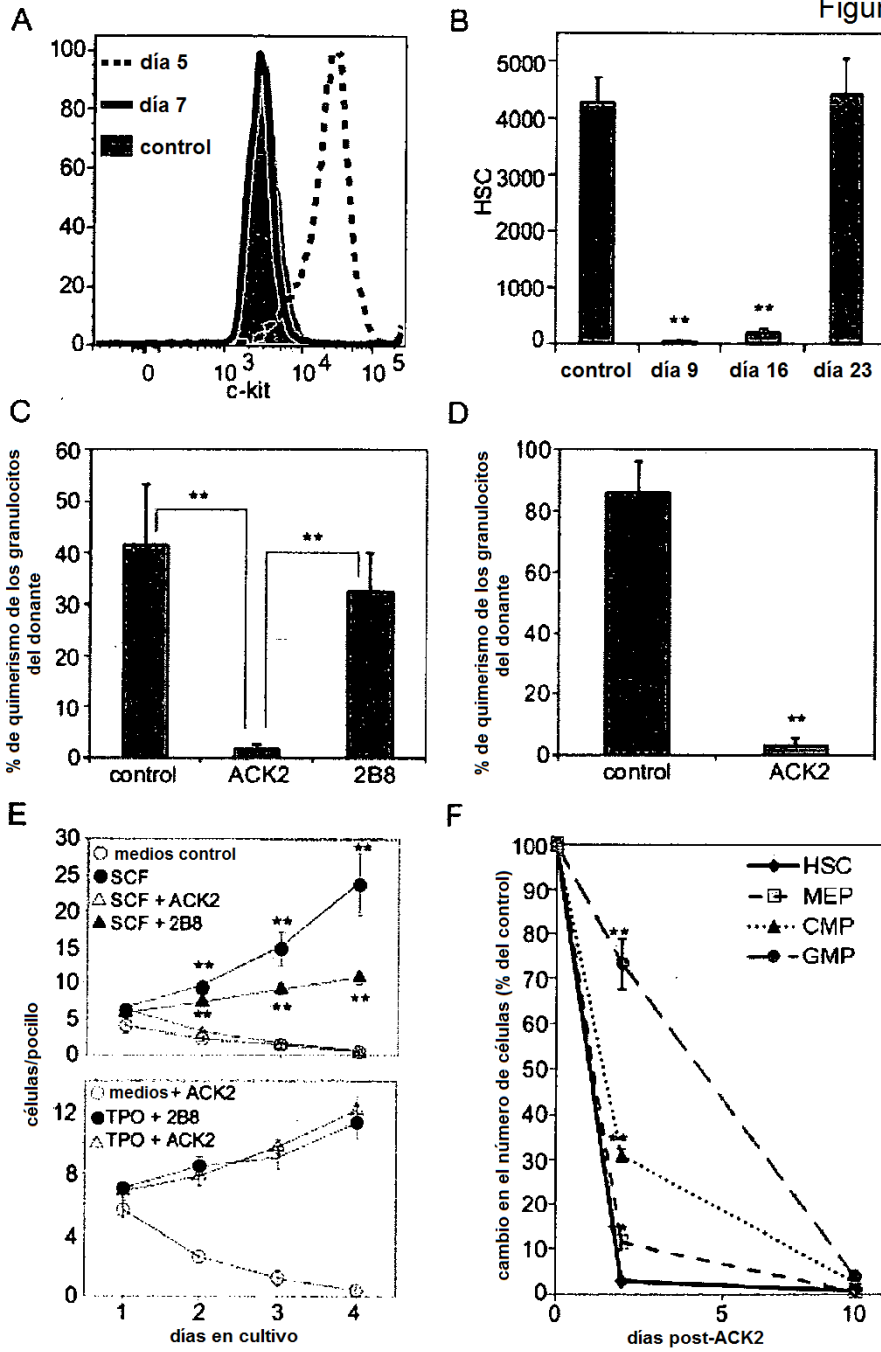 Figur
A
100
80
60
40
20
0
día 5
día 7
control
0
10 3
10 4
10 5
c-kit
B
HSC
5000
4000
3000
2000
1000
0
**
**
control
día 9
día 16
día 23
C
% de quimerismo de los granulocitos
del donante
60
50
40
30
20
10
0
**
**
control
ACK2
2B8
D
% de quimerismo de los granulocitos
del donante
100
80
60
40
20
0
**
control
ACK2
E
células/pocillo
30
25
20
15
10
5
0
medios control
SCF
SCF + ACK2
SCF + 2B8
**
**
**
**
**
**
12
8
4
0
medios + ACK2
TPO + 2B8
TPO + ACK2
1
2
3
4
días en cultivo
F
cambio en el número de células (% del control)
100
90
80
70
60
50
40
30
20
10
0
HSC
MEP
CMP
GMP
**
**
0
5
10
días post-ACK2